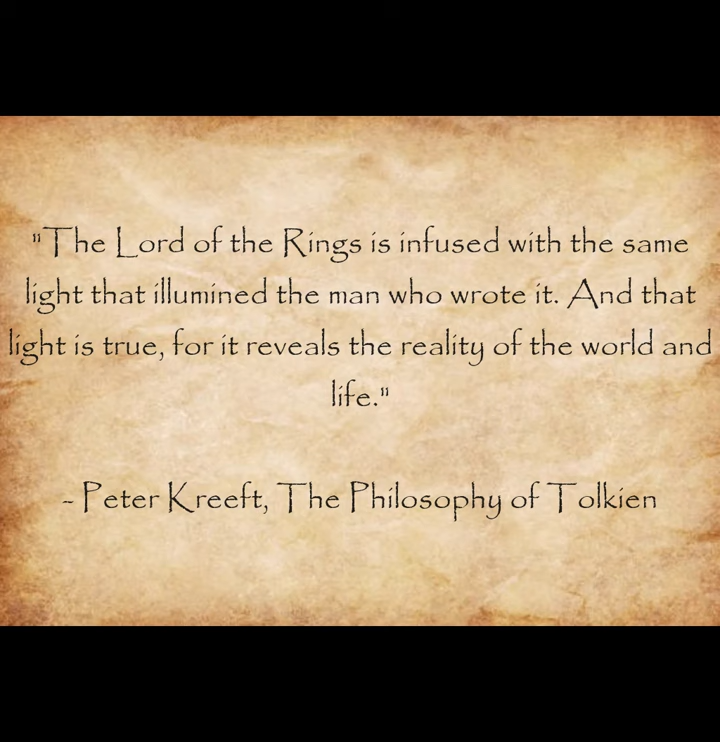 "The Lord of the Rings is infused with the same
light that illumined the man who wrote it. And that
light is true, for it reveals the reality of the world and
life."
- Peter Kreeft, The Philosophy of Tolkien